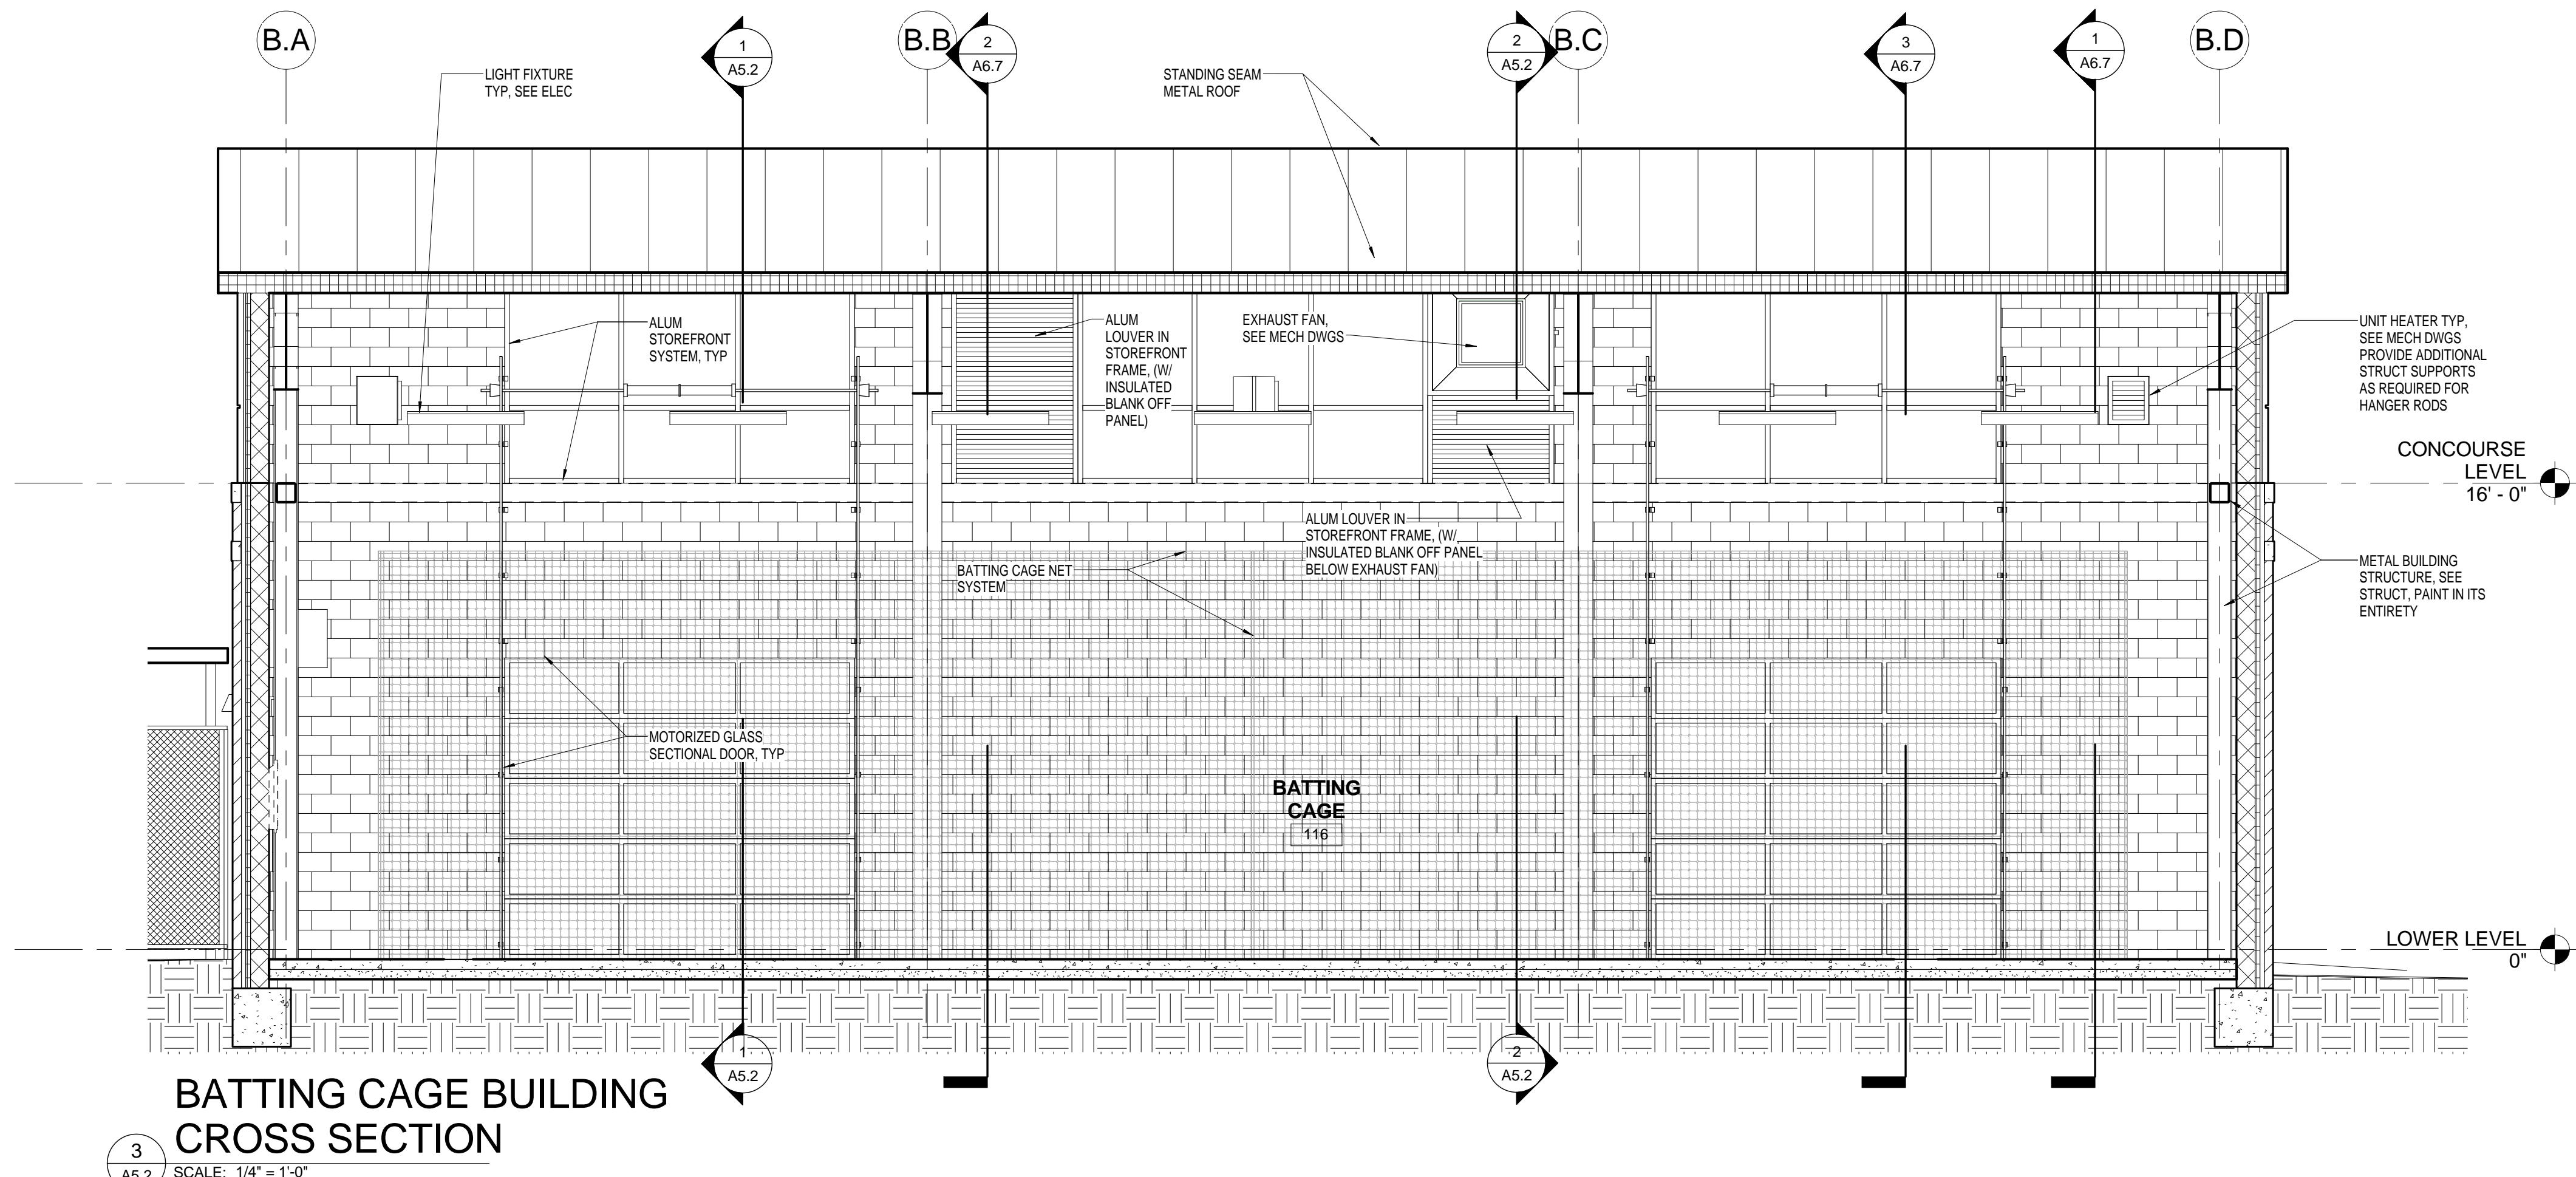 B.A
1
A5.2
B.B
2
A6.7
2
A5.2
B.C
3
A6.7
1
A6.7
B.D
LIGHT FIXTURE
TYP, SEE ELEC
STANDING SEAM
METAL ROOF
ALUM
STOREFRONT
SYSTEM, TYP
ALUM
LOUVER IN
STOREFRONT
FRAME, (W/
INSULATED
BLANK OFF
PANEL)
EXHAUST FAN,
SEE MECH DWGS
UNIT HEATER TYP,
SEE MECH DWGS
PROVIDE ADDITIONAL
STRUCT SUPPORTS
AS REQUIRED FOR
HANGER RODS
CONCOURSE
LEVEL
16' - 0"
ALUM LOUVER IN
STOREFRONT FRAME, (W/
INSULATED BLANK OFF PANEL
BELOW EXHAUST FAN)
BATTING CAGE NET
SYSTEM
METAL BUILDING
STRUCTURE, SEE
STRUCT, PAINT IN ITS
ENTIRETY
MOTORIZED GLASS
SECTIONAL DOOR, TYP
BATTING
CAGE
116
LOWER LEVEL
0"
1
A5.2
2
A5.2
BATTING CAGE BUILDING
CROSS SECTION
3
A5.2
SCALE: 1/4" = 1'-0"